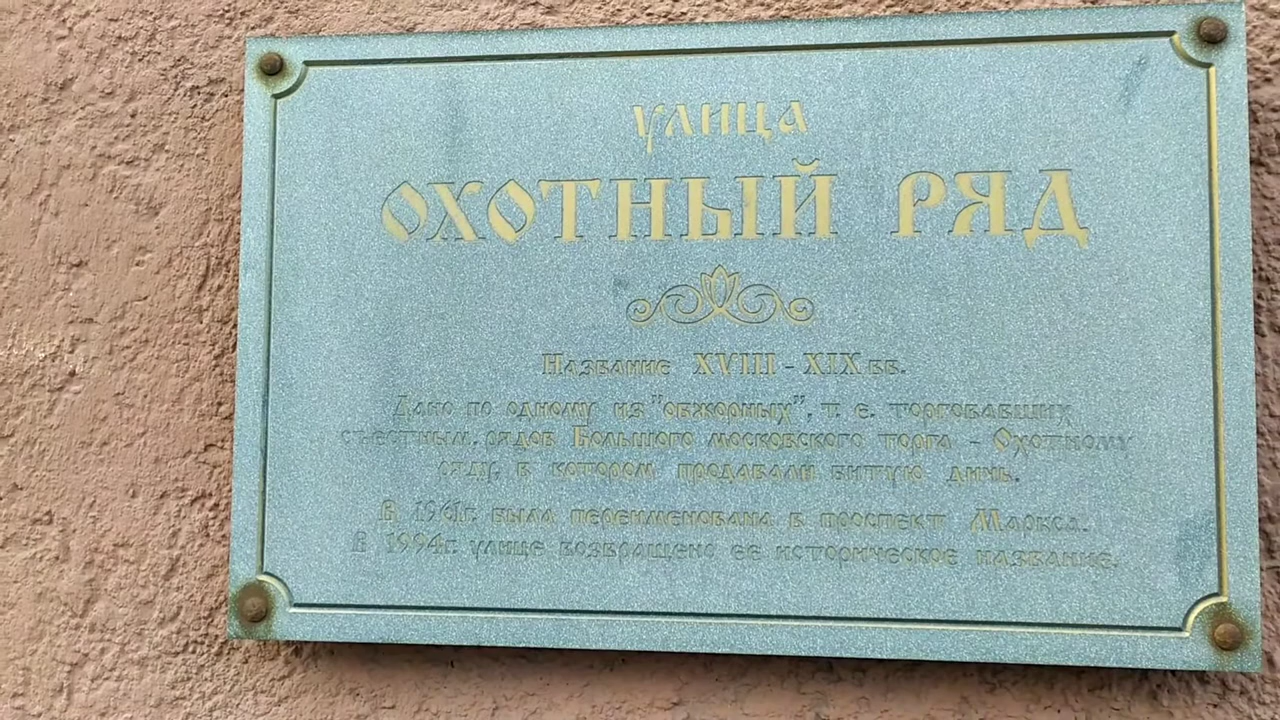 улица
ОХОТНЫЙ РЯД
Название XVIII - XIX вв.
Дано по одному из "обжорных", т. е. торговавших
съестным, рядов Большого московского торга - Охотному
ряду, в котором продавали битую дичь.
В 1961г. была переименована в проспект Маркса.
В 1994г. улице возвращено ее историческое название.